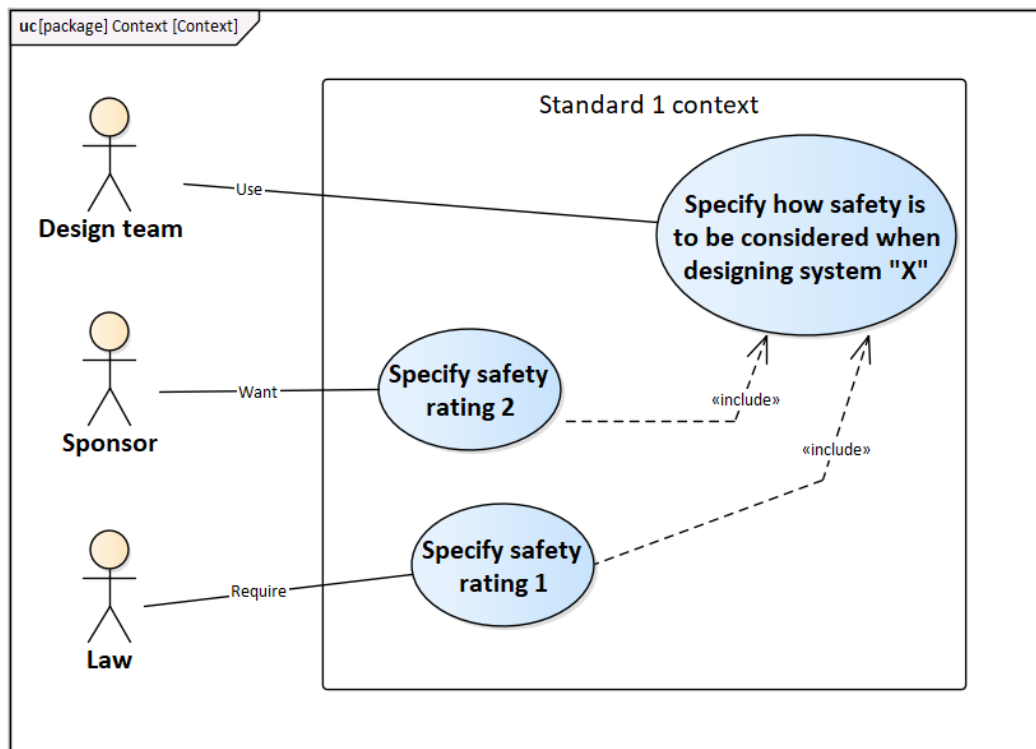 uc [package] Context [Context]
Standard 1 context
Design team
Use
Specify how safety is
to be considered when
designing system "X"
Sponsor
Want
Specify safety
rating 2
«include»
«include»
Law
Require
Specify safety
rating 1